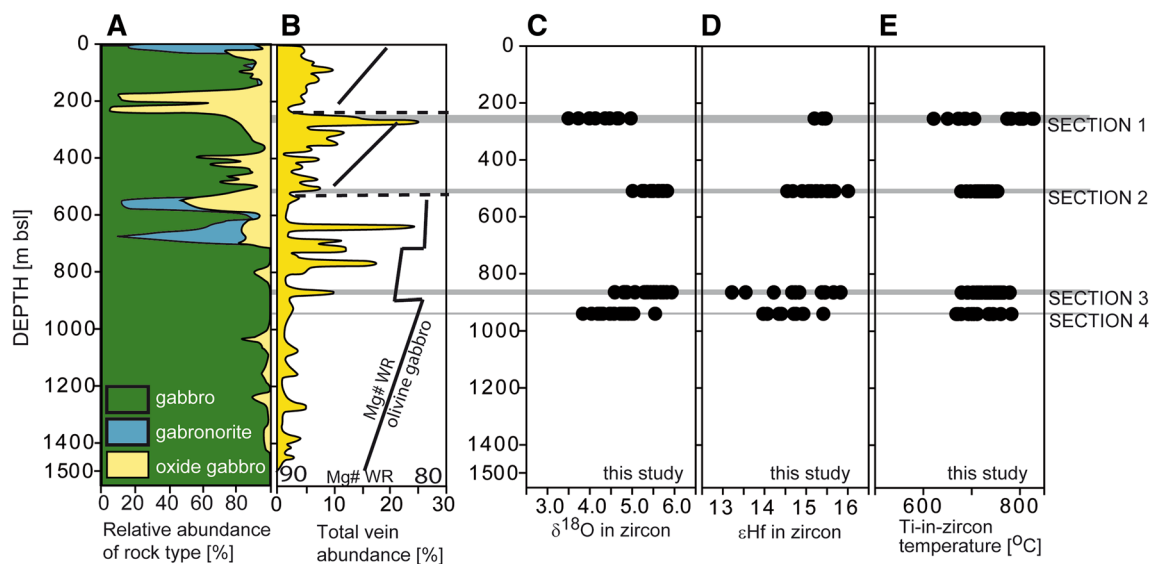 A
B
C
D
E
0
200
400
600
800
1000
1200
1400
1500
DEPTH [m bsl]
gabbro
gabronorite
oxide gabbro
0 20 40 60 80
Relative abundance
of rock type [%]
Mg# WR
olivine gabbro
90 Mg# WR 80
0 10 20 30
Total vein
abundance [%]
0
200
400
600
800
1000
1200
1400
1500
this study
3.0 4.0 5.0 6.0
δ18O in zircon
this study
13 14 15 16
εHf in zircon
this study
600 800
Ti-in-zircon
temperature [oC]
SECTION 1
SECTION 2
SECTION 3
SECTION 4